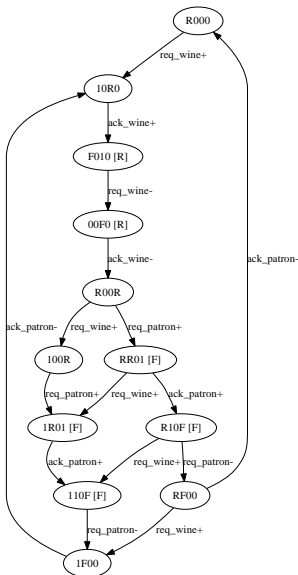 R000
req_wine+
10R0
ack_wine+
F010 [R]
req_wine-
00F0 [R]
ack_patron-
ack_wine-
R00R
ack_patron-
req_wine+
req_patron+
100R
RR01 [F]
req_patron+
req_wine+
ack_patron+
1R01 [F]
R10F [F]
ack_patron+
req_wine+
req_patron-
110F [F]
RF00
req_patron-
req_wine+
1F00